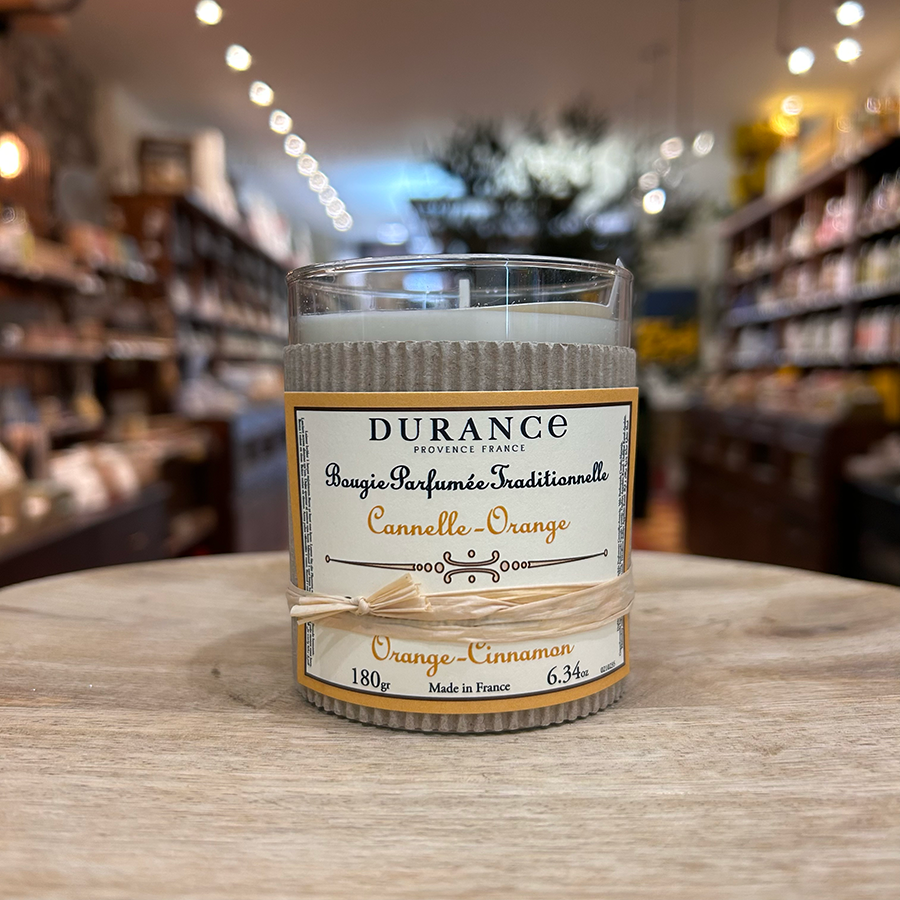 DURANCe
PROVENCE FRANCE
Bougie Parfumée Traditionnelle
Cannelle-Orange
Orange-Cinnamon
180gr Made in France 6.34oz